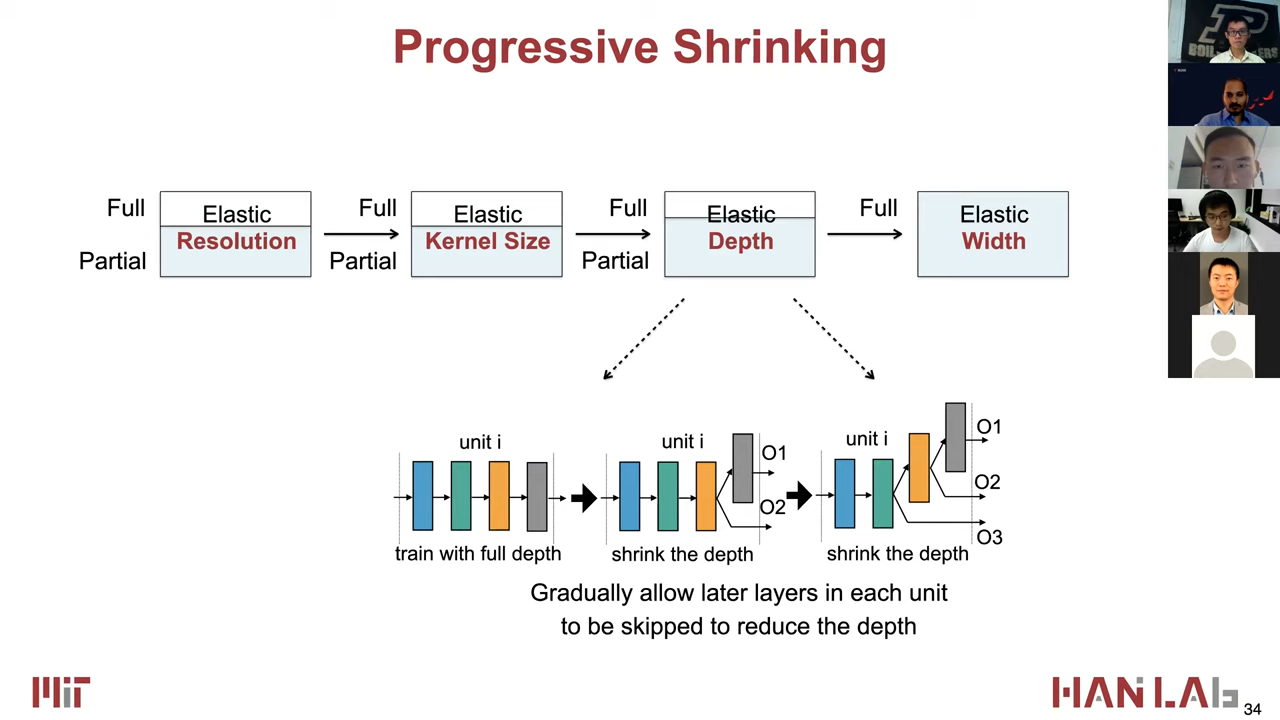 Progressive Shrinking
Full
Partial
Elastic
Resolution
Full
Partial
Elastic
Kernel Size
Full
Partial
Elastic
Depth
Full
Elastic
Width
unit i
train with full depth
unit i
O1
O2
shrink the depth
unit i
O1
O2
O3
shrink the depth
Gradually allow later layers in each unit
to be skipped to reduce the depth
MIT
HAN LAB
34